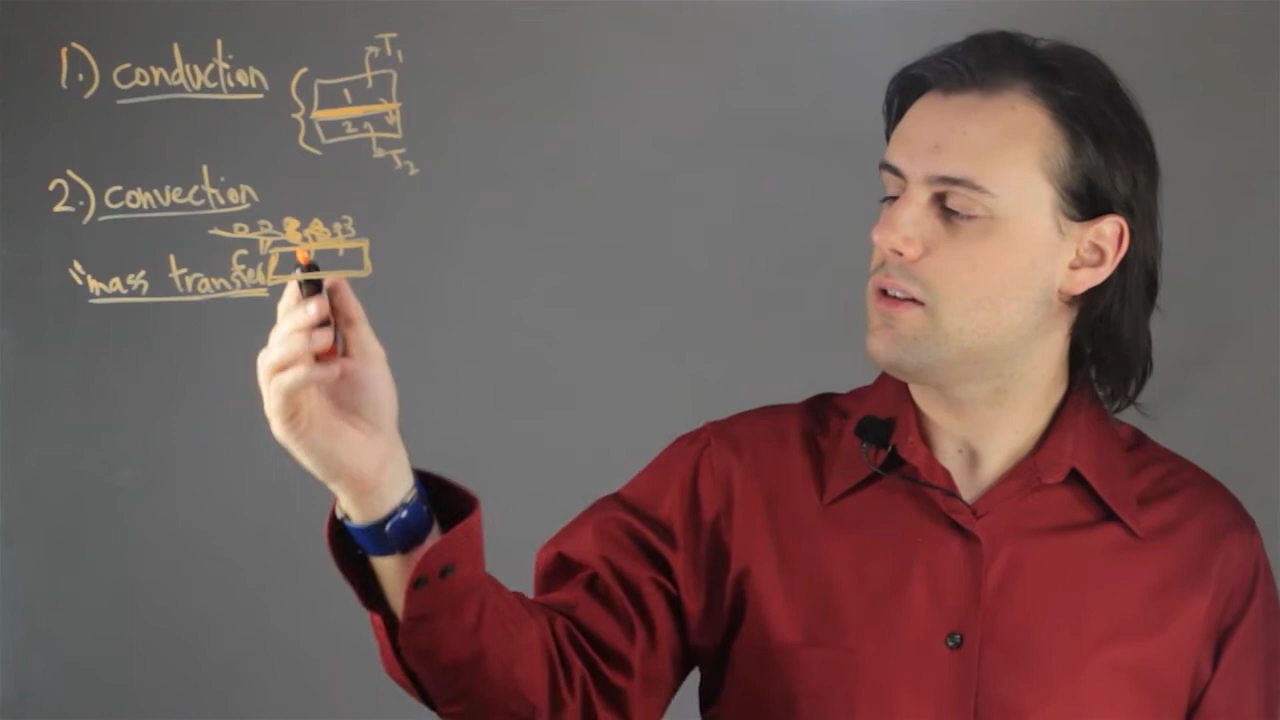 1.) conduction
T1
1
2
T2
2.) convection
"mass transfer